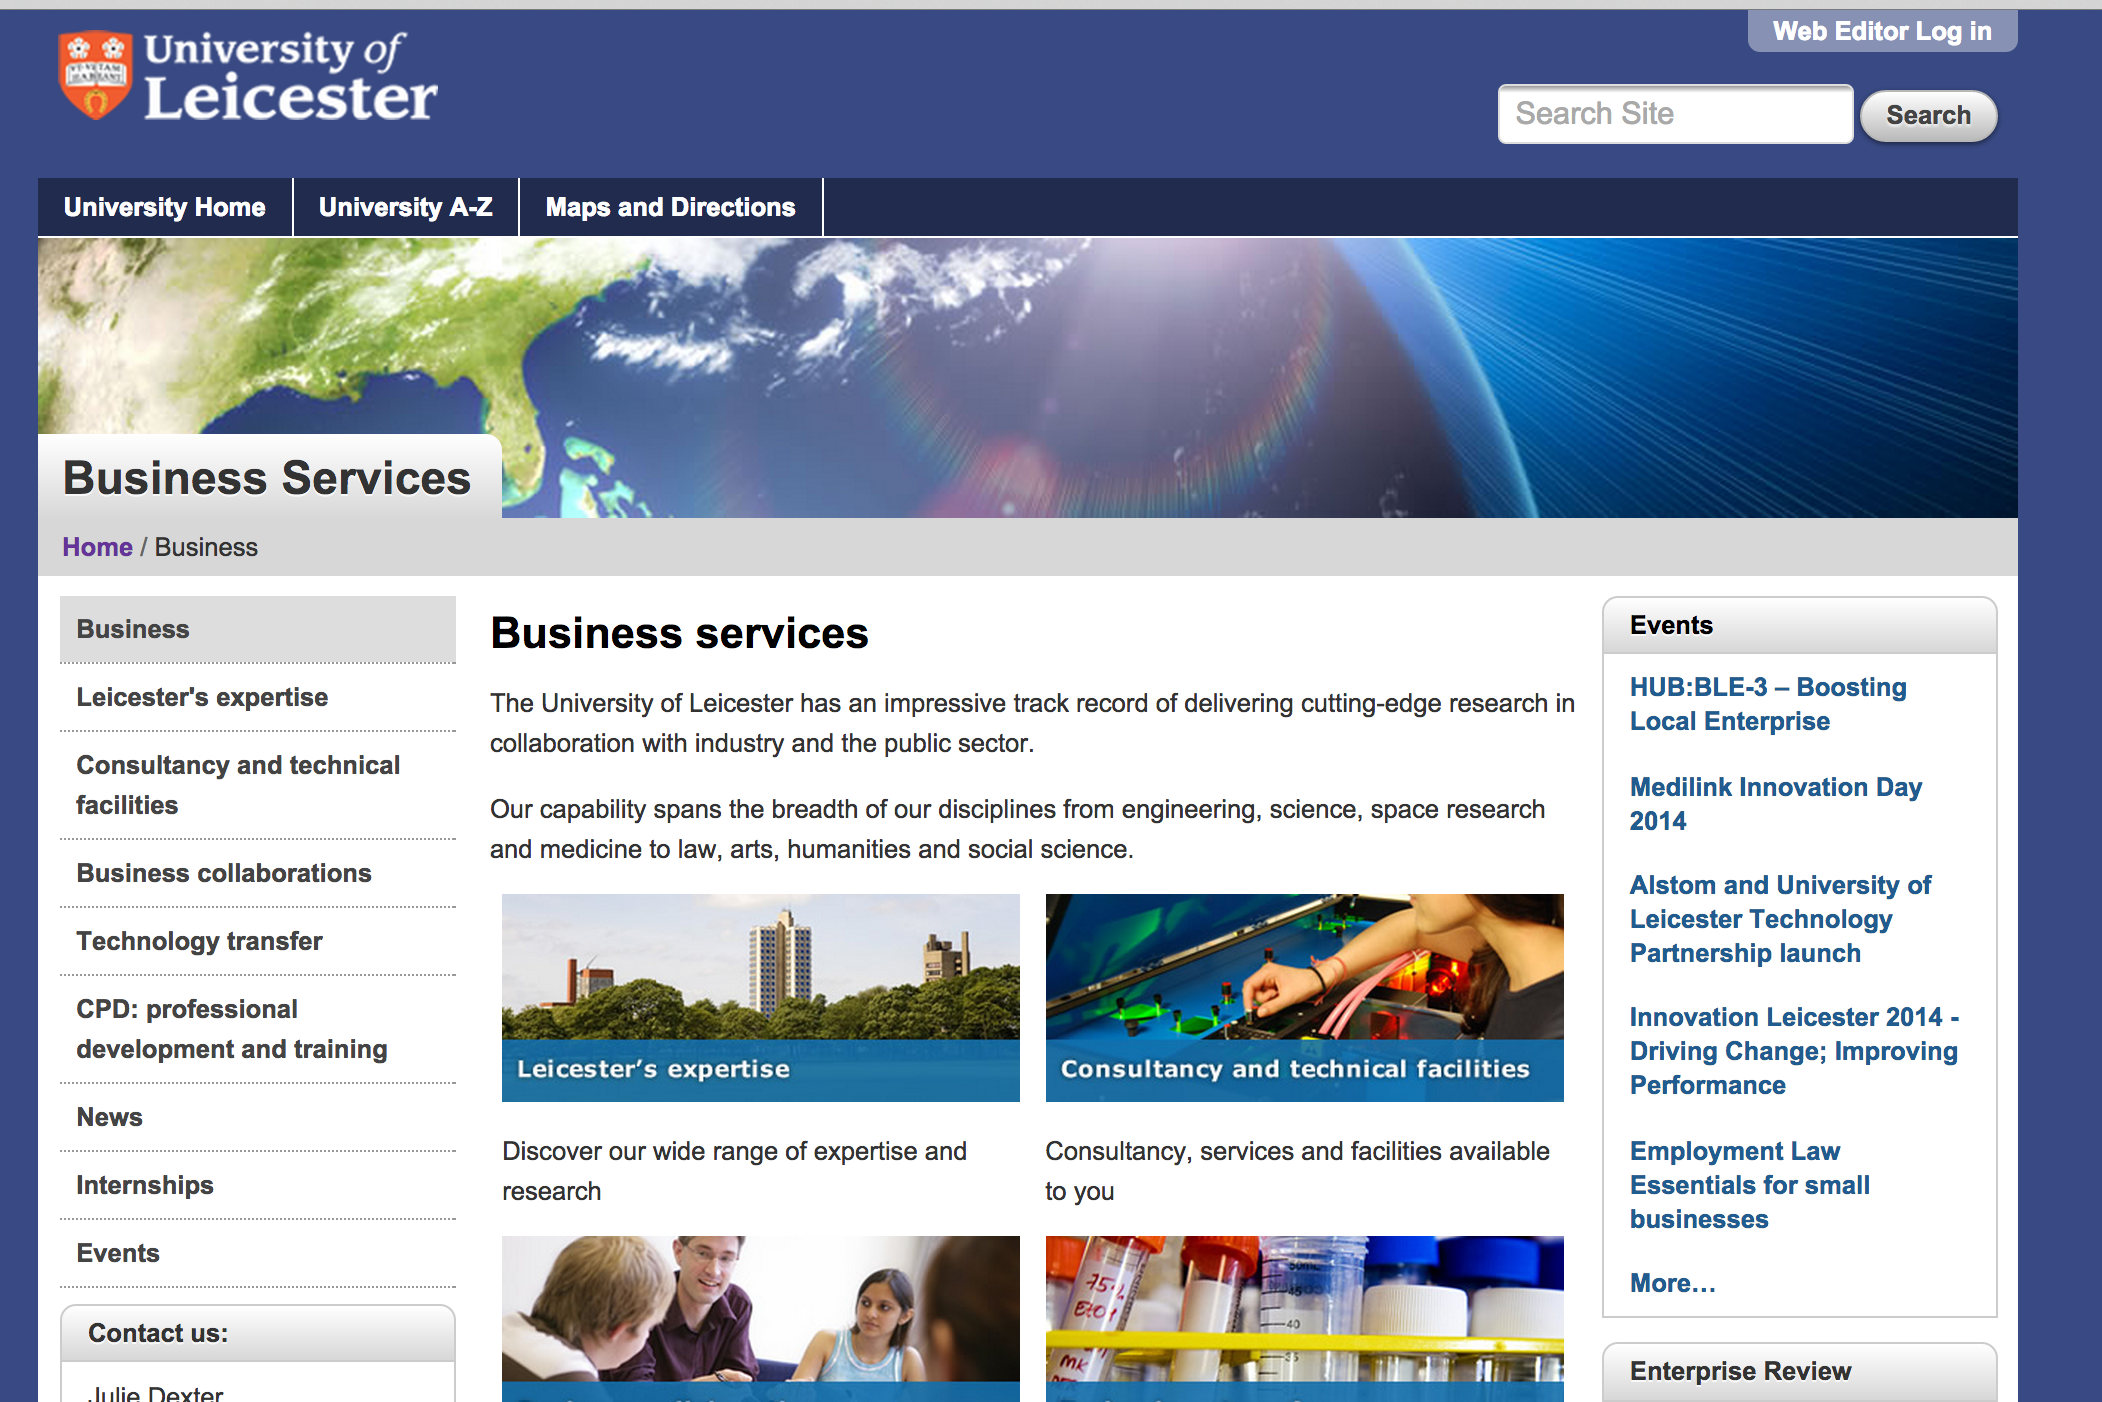 University of
Leicester
Web Editor Log in
Search Site
Search
University Home
University A-Z
Maps and Directions
Business Services
Home / Business
Business
Leicester's expertise
Consultancy and technical
facilities
Business collaborations
Technology transfer
CPD: professional
development and training
News
Internships
Events
Contact us:
Julie Dexter
Business services
The University of Leicester has an impressive track record of delivering cutting-edge research in
collaboration with industry and the public sector.
Our capability spans the breadth of our disciplines from engineering, science, space research
and medicine to law, arts, humanities and social science.
Leicester's expertise
Discover our wide range of expertise and
research
Consultancy and technical facilities
Consultancy, services and facilities available
to you
75%
EtOH
MK
50mL
45
40
35
Events
HUB:BLE-3 – Boosting
Local Enterprise
Medilink Innovation Day
2014
Alstom and University of
Leicester Technology
Partnership launch
Innovation Leicester 2014 -
Driving Change; Improving
Performance
Employment Law
Essentials for small
businesses
More...
Enterprise Review